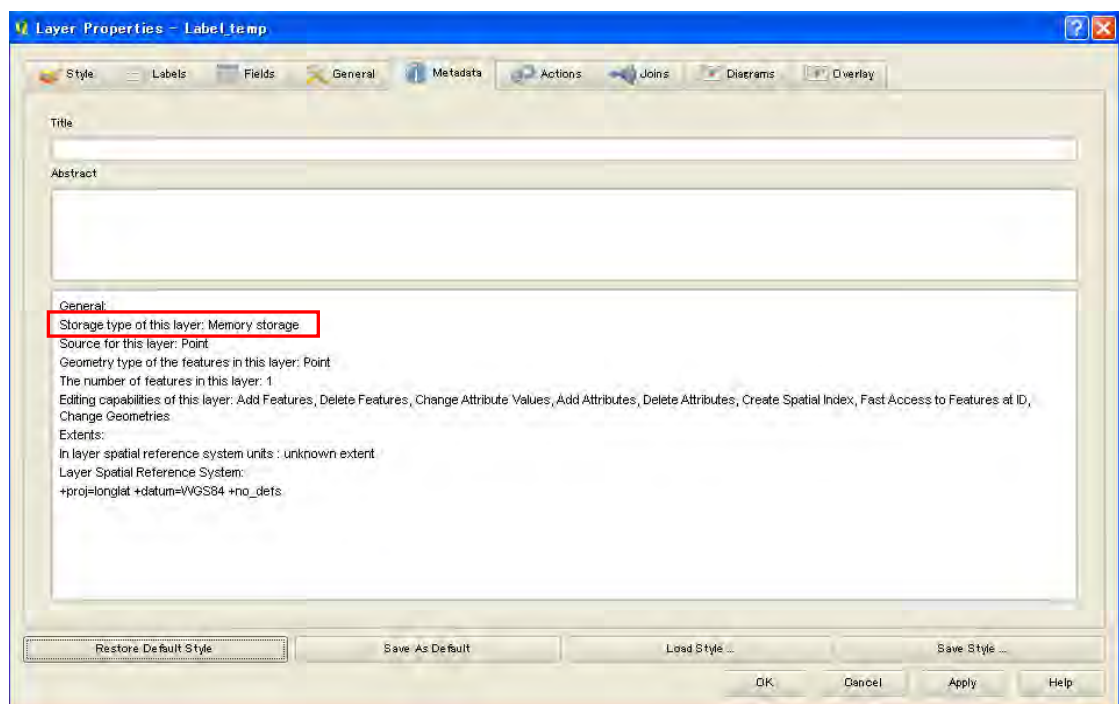 Layer Properties - Label_temp
Style Labels Fields General Metadata Actions Joins Diagrams Overlay
Title
Abstract
General:
Storage type of this layer: Memory storage
Source for this layer: Point
Geometry type of the features in this layer: Point
The number of features in this layer: 1
Editing capabilities of this layer: Add Features, Delete Features, Change Attribute Values, Add Attributes, Delete Attributes, Create Spatial Index, Fast Access to Features at ID,
Change Geometries
Extents:
In layer spatial reference system units : unknown extent
Layer Spatial Reference System:
+proj=longlat +datum=WGS84 +no_defs
Restore Default Style Save As Default Load Style ... Save Style ...
OK Cancel Apply Help